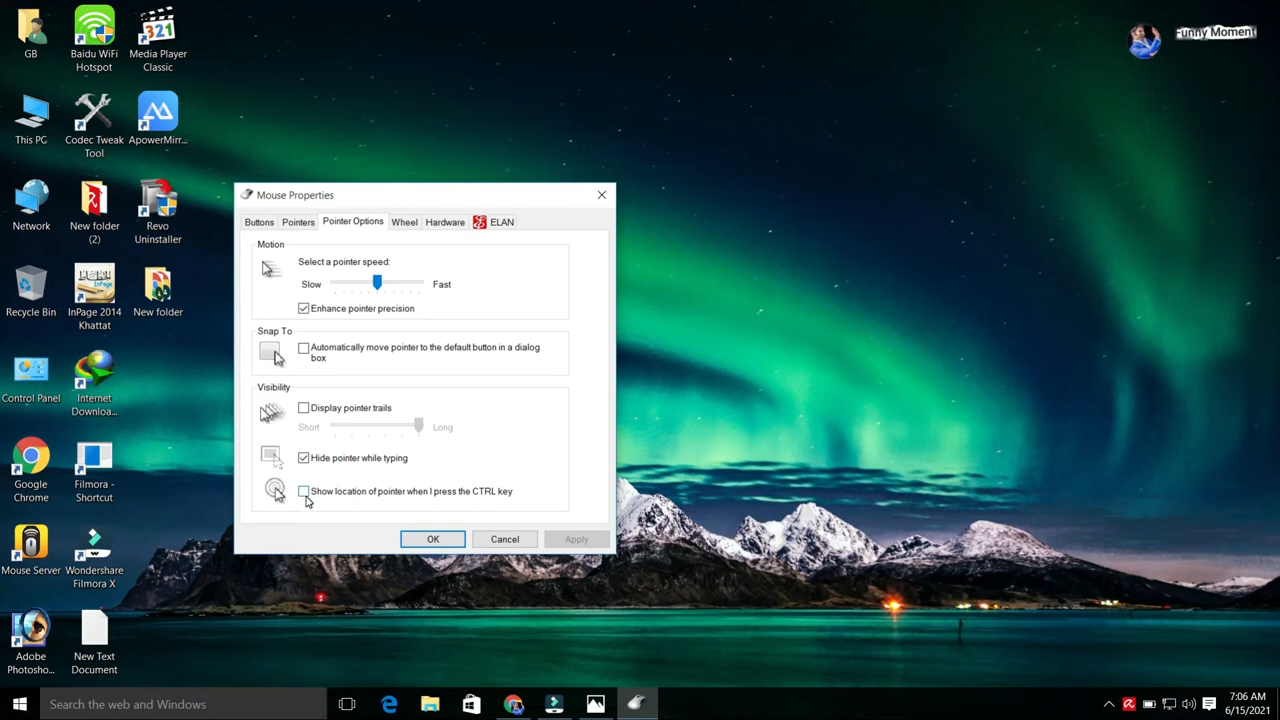 GB
Baidu WiFi
Hotspot
Media Player
Classic
321
Funny Moment
This PC
Codec Tweak
Tool
ApowerMirr...
Network
New folder
(2)
Revo
Uninstaller
Recycle Bin
InPage 2014
Khattat
New folder
Control Panel
Internet
Downloa...
Google
Chrome
Filmora -
Shortcut
Mouse Server
Wondershare
Filmora X
Adobe
Photosho...
New Text
Document
Mouse Properties
Buttons
Pointers
Pointer Options
Wheel
Hardware
ELAN
Motion
Select a pointer speed:
Slow
Fast
Enhance pointer precision
Snap To
Automatically move pointer to the default button in a dialog
box
Visibility
Display pointer trails
Short
Long
Hide pointer while typing
Show location of pointer when I press the CTRL key
OK
Cancel
Apply
Search the web and Windows
7:06 AM
6/15/2021